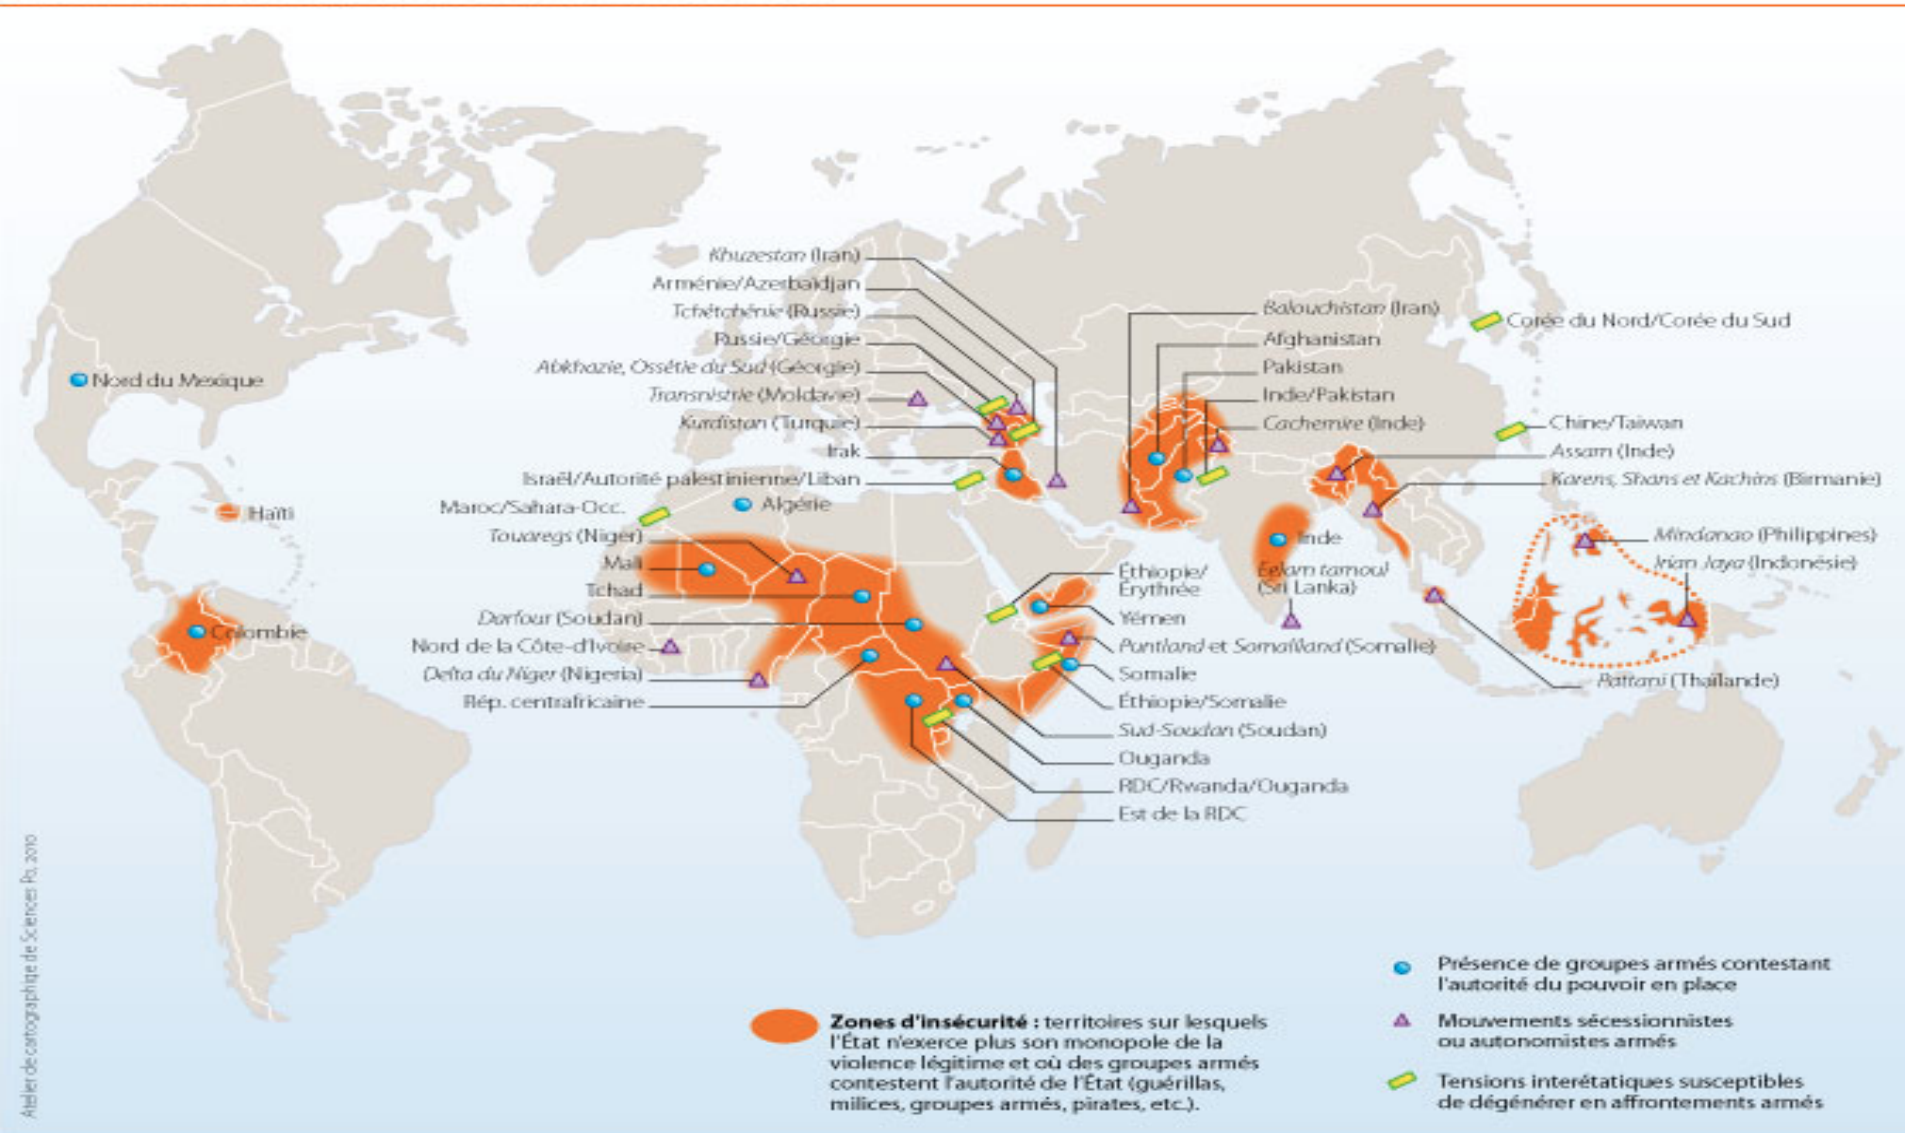 Khuzestan (Iran)
Arménie/Azerbaïdjan
Tchétchénie (Russie)
Russie/Géorgie
Abkhazie, Ossétie du Sud (Géorgie)
Transnistrie (Moldavie)
Kurdistan (Turquie)
Irak
Israël/Autorité palestinienne/Liban
Maroc/Sahara-Occ.
Algérie
Touaregs (Niger)
Mali
Tchad
Darfour (Soudan)
Nord de la Côte-d'Ivoire
Delta du Niger (Nigeria)
Rép. centrafricaine
Nord du Mexique
Haïti
Colombie
Balouchistan (Iran)
Afghanistan
Pakistan
Inde/Pakistan
Cachemire (Inde)
Corée du Nord/Corée du Sud
Chine/Taiwan
Assam (Inde)
Karens, Shans et Kachins (Birmanie)
Mindanao (Philippines)
Irian Jaya (Indonésie)
Pattani (Thaïlande)
Inde
Eelam tamoul
(Sri Lanka)
Éthiopie/
Érythrée
Yémen
Puntland et Somaliland (Somalie)
Somalie
Éthiopie/Somalie
Sud-Soudan (Soudan)
Ouganda
RDC/Rwanda/Ouganda
Est de la RDC
Zones d'insécurité : territoires sur lesquels
l'État n'exerce plus son monopole de la
violence légitime et où des groupes armés
contestent l'autorité de l'État (guérillas,
milices, groupes armés, pirates, etc.).
Présence de groupes armés contestant
l'autorité du pouvoir en place
Mouvements sécessionnistes
ou autonomistes armés
Tensions interétatiques susceptibles
de dégénérer en affrontements armés
Atelier de cartographie de Sciences Po, 2010